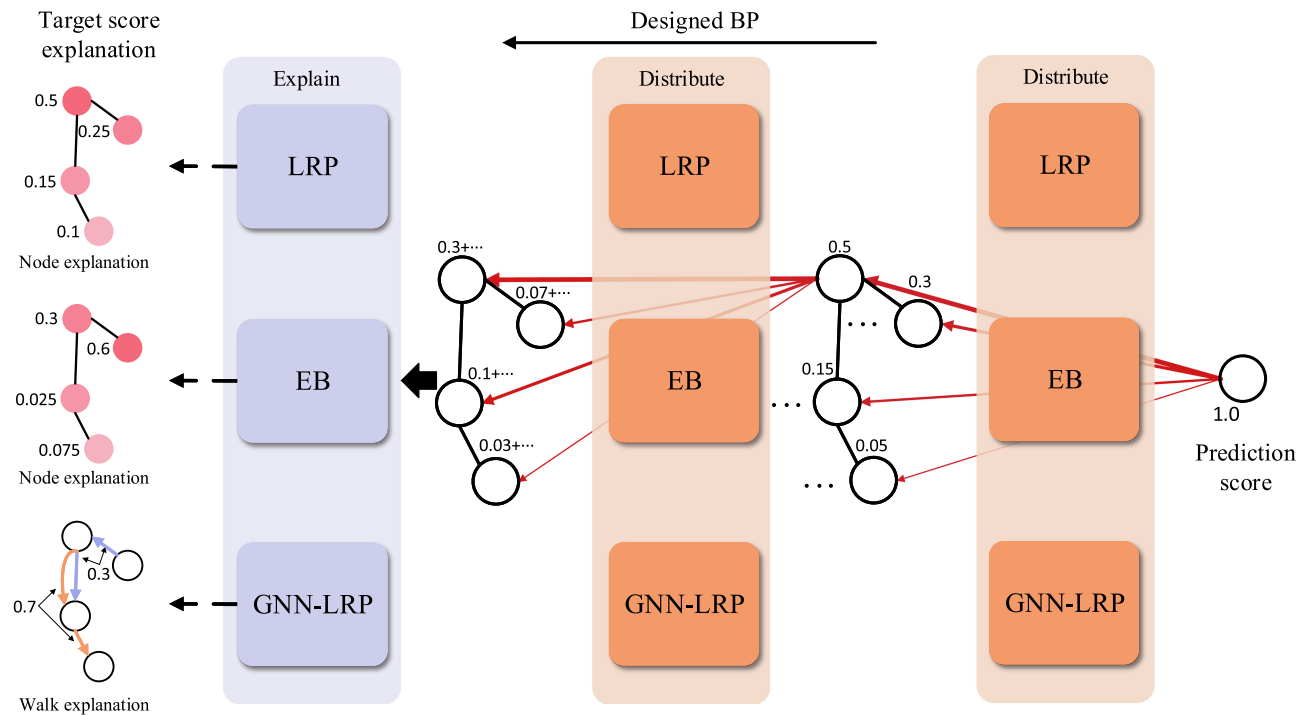 Target score
explanation
Designed BP
Explain
Distribute
Distribute
0.5
0.25
0.15
0.1
Node explanation
LRP
LRP
LRP
0.3+···
0.07+···
0.1+···
0.03+···
0.5
0.3
0.15
0.05
...
...
...
...
1.0
Prediction
score
0.3
0.6
0.025
0.075
Node explanation
EB
EB
EB
0.3
0.7
Walk explanation
GNN-LRP
GNN-LRP
GNN-LRP